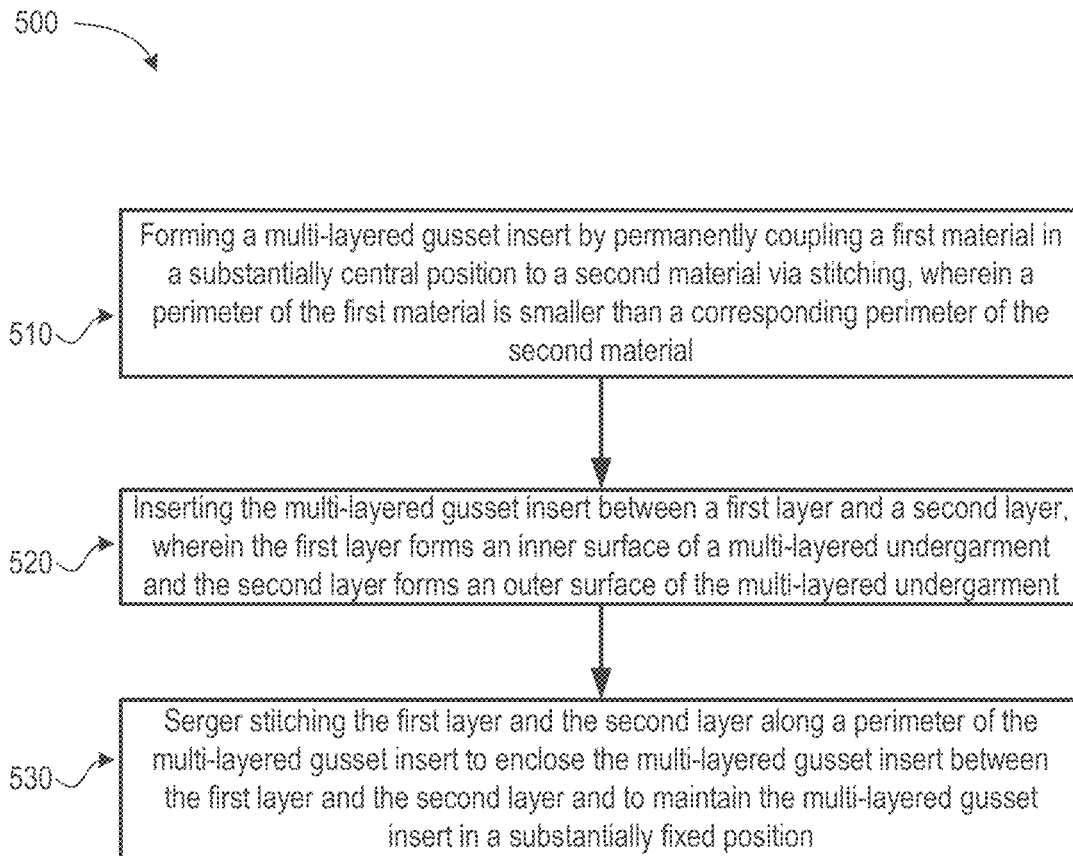 500
510
Forming a multi-layered gusset insert by permanently coupling a first material in
a substantially central position to a second material via stitching, wherein a
perimeter of the first material is smaller than a corresponding perimeter of the
second material
520
Inserting the multi-layered gusset insert between a first layer and a second layer,
wherein the first layer forms an inner surface of a multi-layered undergarment
and the second layer forms an outer surface of the multi-layered undergarment
530
Serger stitching the first layer and the second layer along a perimeter of the
multi-layered gusset insert to enclose the multi-layered gusset insert between
the first layer and the second layer and to maintain the multi-layered gusset
insert in a substantially fixed position